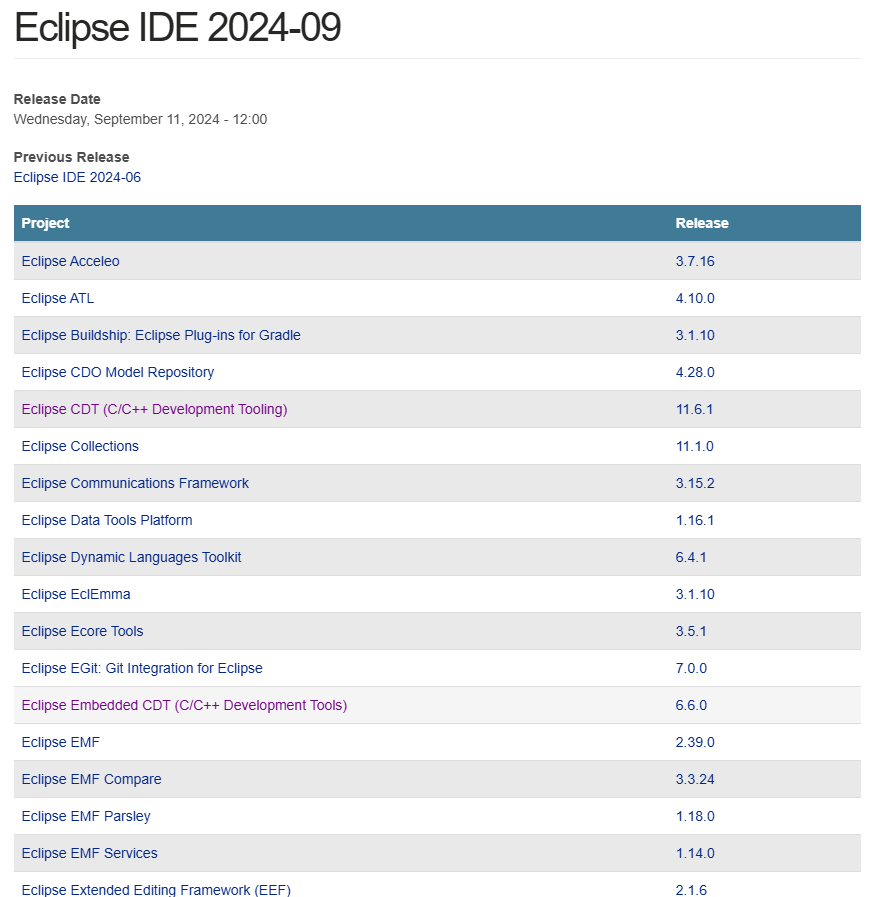 Eclipse IDE 2024-09
Release Date
Wednesday, September 11, 2024 - 12:00
Previous Release
Eclipse IDE 2024-06
Project Release
Eclipse Acceleo 3.7.16
Eclipse ATL 4.10.0
Eclipse Buildship: Eclipse Plug-ins for Gradle 3.1.10
Eclipse CDO Model Repository 4.28.0
Eclipse CDT (C/C++ Development Tooling) 11.6.1
Eclipse Collections 11.1.0
Eclipse Communications Framework 3.15.2
Eclipse Data Tools Platform 1.16.1
Eclipse Dynamic Languages Toolkit 6.4.1
Eclipse EclEmma 3.1.10
Eclipse Ecore Tools 3.5.1
Eclipse EGit: Git Integration for Eclipse 7.0.0
Eclipse Embedded CDT (C/C++ Development Tools) 6.6.0
Eclipse EMF 2.39.0
Eclipse EMF Compare 3.3.24
Eclipse EMF Parsley 1.18.0
Eclipse EMF Services 1.14.0
Eclipse Extended Editing Framework (EEF) 2.1.6